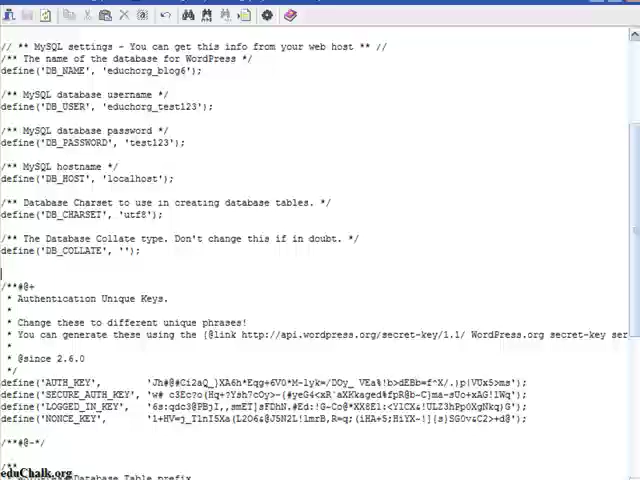 // ** MySQL settings - You can get this info from your web host ** //
/** The name of the database for WordPress */
define('DB_NAME', 'educhorg_blog6');
/** MySQL database username */
define('DB_USER', 'educhorg_test123');
/** MySQL database password */
define('DB_PASSWORD', 'test123');
/** MySQL hostname */
define('DB_HOST', 'localhost');
/** Database Charset to use in creating database tables. */
define('DB_CHARSET', 'utf8');
/** The Database Collate type. Don't change this if in doubt. */
define('DB_COLLATE', '');
/**#@+
* Authentication Unique Keys.
*
* Change these to different unique phrases!
* You can generate these using the {@link http://api.wordpress.org/secret-key/1.1/ WordPress.org secret-key ser
*
* @since 2.6.0
*/
define('AUTH_KEY',
define('SECURE_AUTH_KEY',
define('LOGGED_IN_KEY',
define('NONCE_KEY',
/**#@-*/
/**
eduChalk.org
Database Table prefix